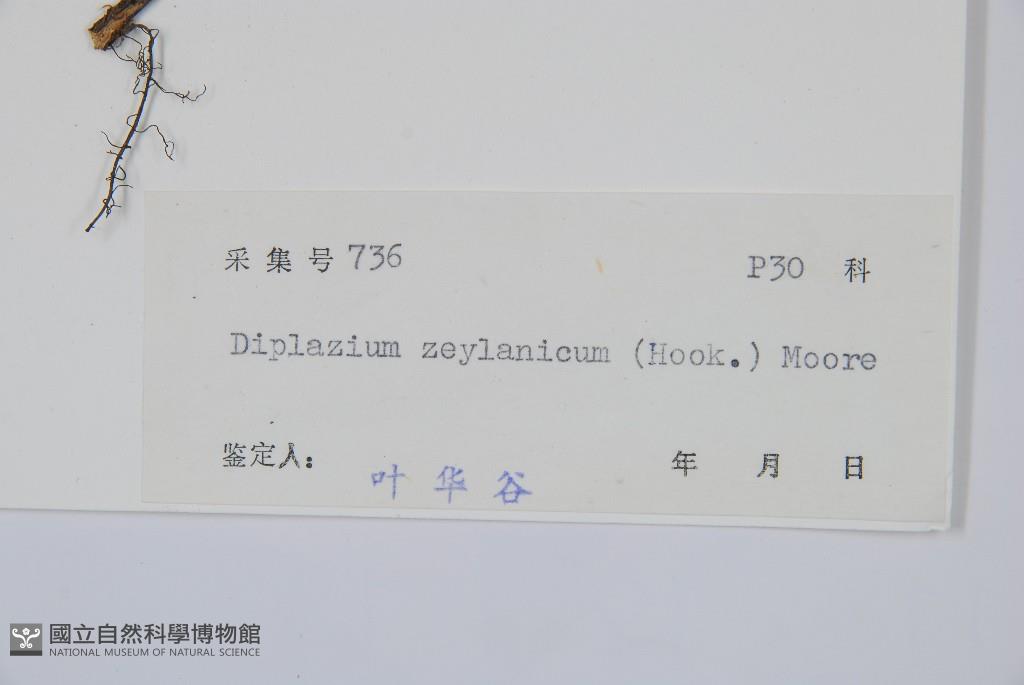 采集号 736 P30 科
Diplazium zeylanicum (Hook.) Moore
鉴定人: 叶华谷 年 月 日
國立自然科學博物館
NATIONAL MUSEUM OF NATURAL SCIENCE